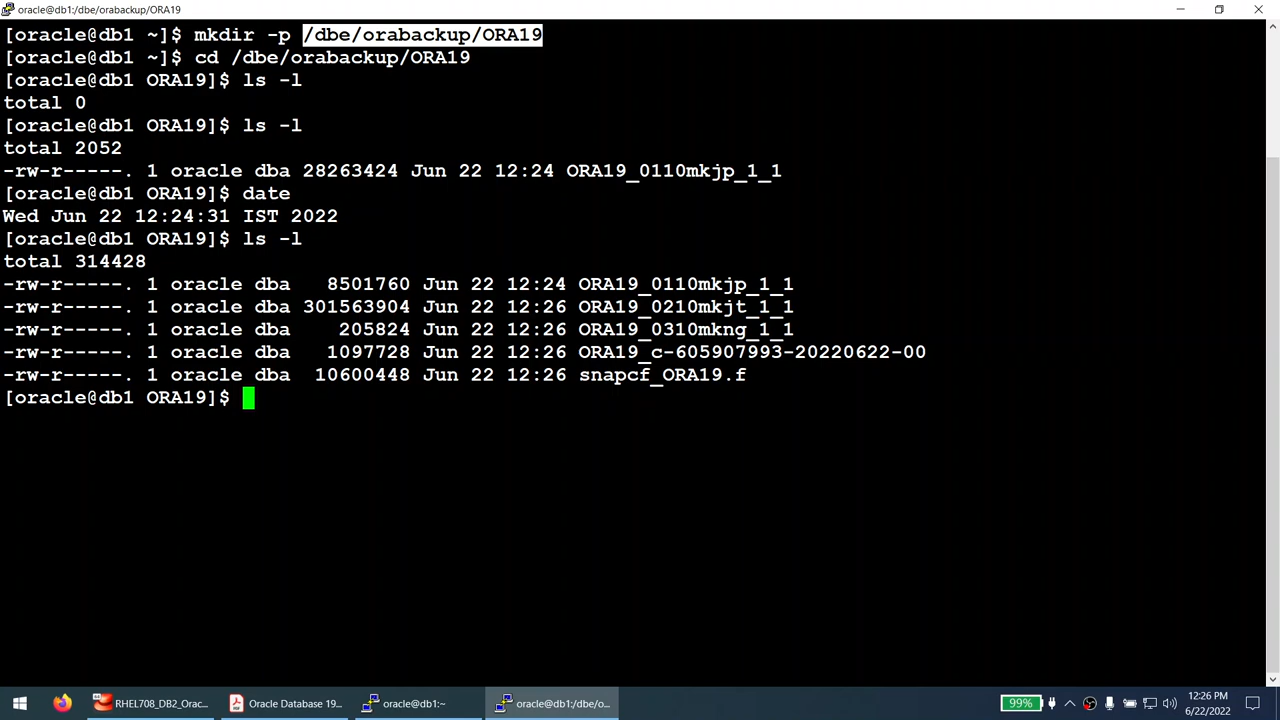 oracle@db1:/dbe/orabackup/ORA19
[oracle@db1 ~]$ mkdir -p /dbe/orabackup/ORA19
[oracle@db1 ~]$ cd /dbe/orabackup/ORA19
[oracle@db1 ORA19]$ ls -l
total 0
[oracle@db1 ORA19]$ ls -l
total 2052
-rw-r-----. 1 oracle dba 28263424 Jun 22 12:24 ORA19_0110mkjp_1_1
[oracle@db1 ORA19]$ date
Wed Jun 22 12:24:31 IST 2022
[oracle@db1 ORA19]$ ls -l
total 314428
-rw-r-----. 1 oracle dba   8501760 Jun 22 12:24 ORA19_0110mkjp_1_1
-rw-r-----. 1 oracle dba 301563904 Jun 22 12:26 ORA19_0210mkjt_1_1
-rw-r-----. 1 oracle dba    205824 Jun 22 12:26 ORA19_0310mkng_1_1
-rw-r-----. 1 oracle dba   1097728 Jun 22 12:26 ORA19_c-605907993-20220622-00
-rw-r-----. 1 oracle dba  10600448 Jun 22 12:26 snapcf_ORA19.f
[oracle@db1 ORA19]$
RHEL708_DB2_Orac... Oracle Database 19... oracle@db1:~ oracle@db1:/dbe/o... 99% 12:26 PM
6/22/2022